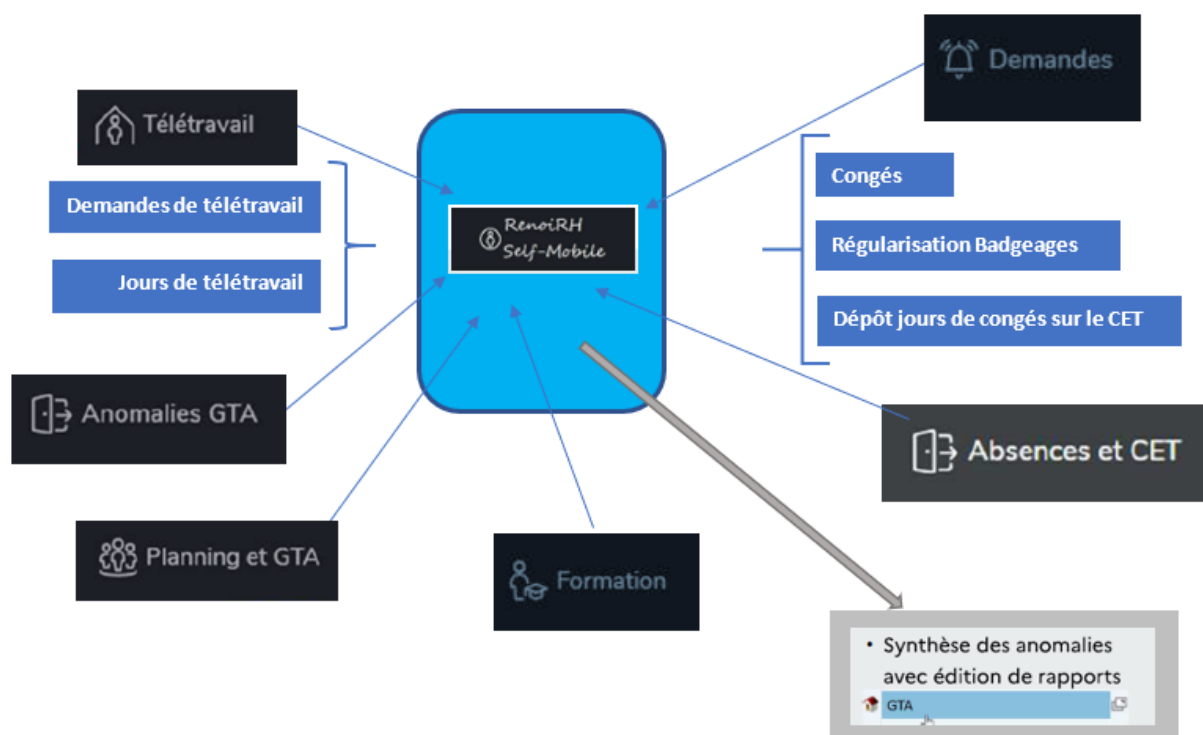 Demandes
Télétravail
Demandes de télétravail
Jours de télétravail
RenoiRH
Self-Mobile
Congés
Régularisation Badgeages
Dépôt jours de congés sur le CET
Anomalies GTA
Absences et CET
Planning et GTA
Formation
• Synthèse des anomalies
avec édition de rapports
GTA